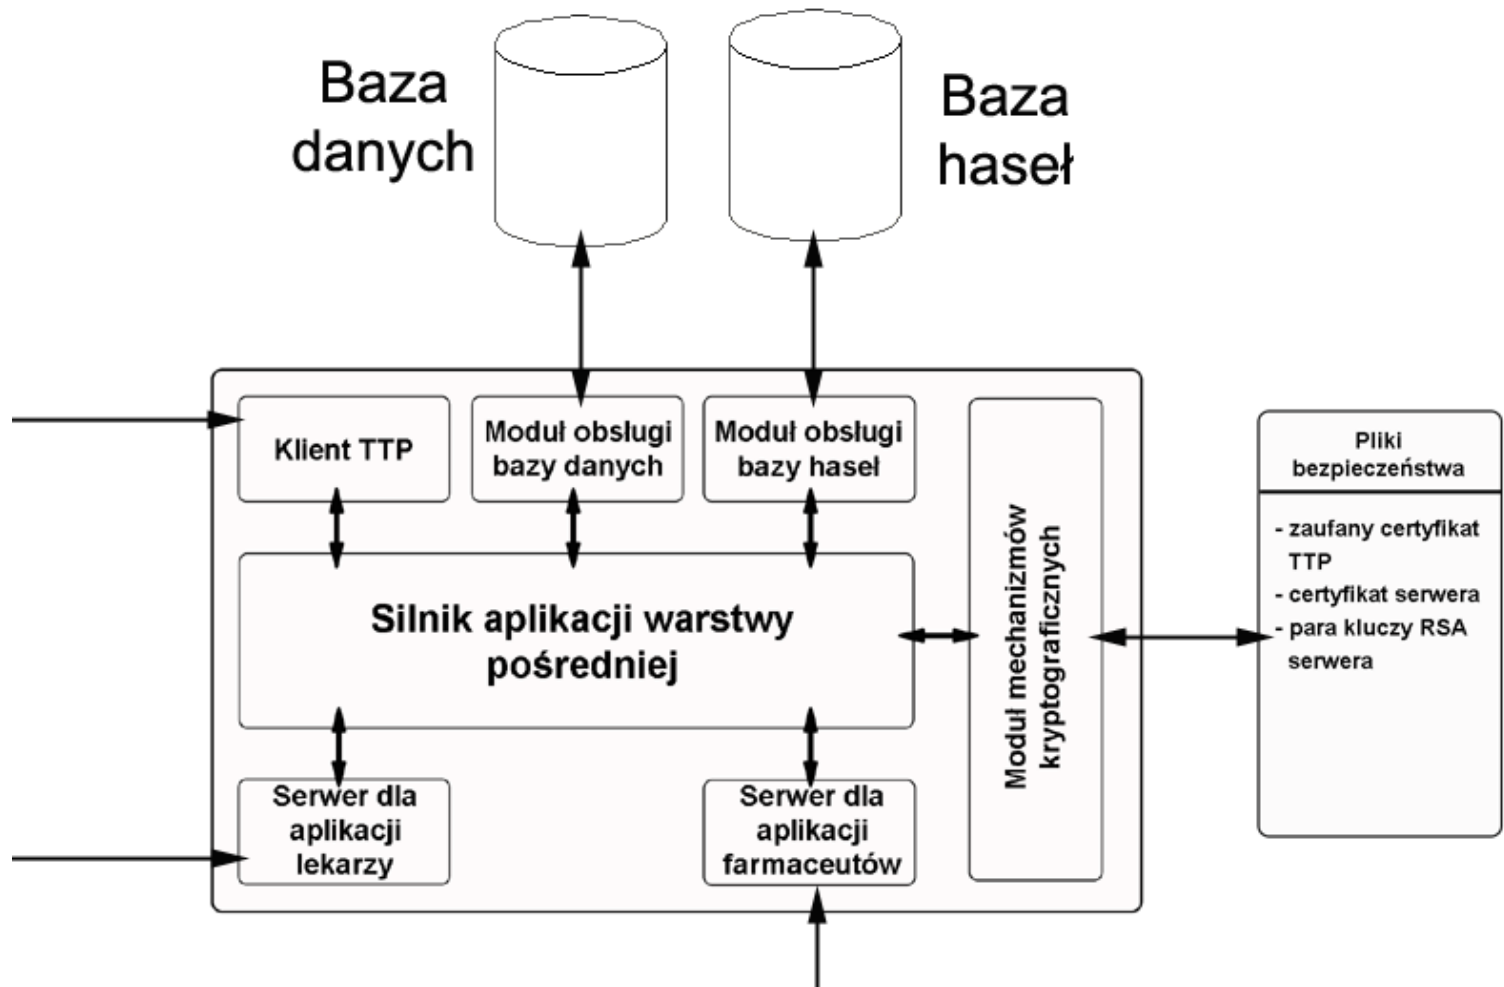 Baza
danych
Baza
haseł
Klient TTP
Moduł obsługi
bazy danych
Moduł obsługi
bazy haseł
Silnik aplikacji warstwy
pośredniej
Serwer dla
aplikacji
lekarzy
Serwer dla
aplikacji
farmaceutów
Moduł mechanizmów
kryptograficznych
Pliki
bezpieczeństwa
- zaufany certyfikat
TTP
- certyfikat serwera
- para kluczy RSA
serwera